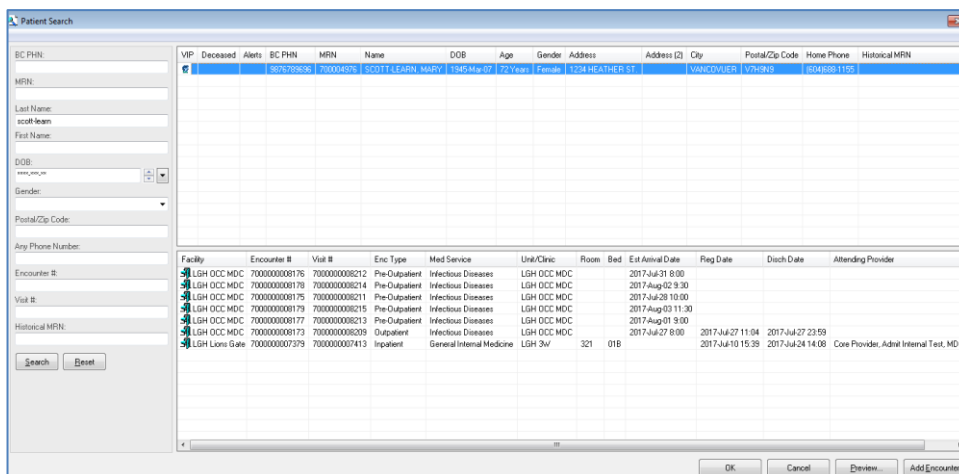 Patient Search
BC PHN:
MRN:
Last Name:
scott-learn
First Name:
DOB:
****-***-**
Gender:
Postal/Zip Code:
Any Phone Number:
Encounter #:
Visit #:
Historical MRN:
Search Reset
VIP Deceased Alerts BC PHN MRN Name DOB Age Gender Address Address (2) City Postal/Zip Code Home Phone Historical MRN
9876789696 700004976 SCOTT-LEARN, MARY 1945-Mar-07 72 Years Female 1234 HEATHER ST. VANCOVUER V7H9N9 (604)688-1155
Facility Encounter # Visit # Enc Type Med Service Unit/Clinic Room Bed Est Arrival Date Reg Date Disch Date Attending Provider
LGH OCC MDC 7000000008176 7000000008212 Pre-Outpatient Infectious Diseases LGH OCC MDC 2017-Jul-31 8:00
LGH OCC MDC 7000000008178 7000000008214 Pre-Outpatient Infectious Diseases LGH OCC MDC 2017-Aug-02 9:30
LGH OCC MDC 7000000008175 7000000008211 Pre-Outpatient Infectious Diseases LGH OCC MDC 2017-Jul-28 10:00
LGH OCC MDC 7000000008179 7000000008215 Pre-Outpatient Infectious Diseases LGH OCC MDC 2017-Aug-03 11:30
LGH OCC MDC 7000000008177 7000000008213 Pre-Outpatient Infectious Diseases LGH OCC MDC 2017-Aug-01 9:00
LGH OCC MDC 7000000008173 7000000008209 Outpatient Infectious Diseases LGH OCC MDC 2017-Jul-27 8:00 2017-Jul-27 11:04 2017-Jul-27 23:59
LGH Lions Gate 7000000007379 7000000007413 Inpatient General Internal Medicine LGH 3W 321 01B 2017-Jul-10 15:39 2017-Jul-24 14:08 Core Provider, Admit Internal Test, MD
OK Cancel Preview... Add Encounter